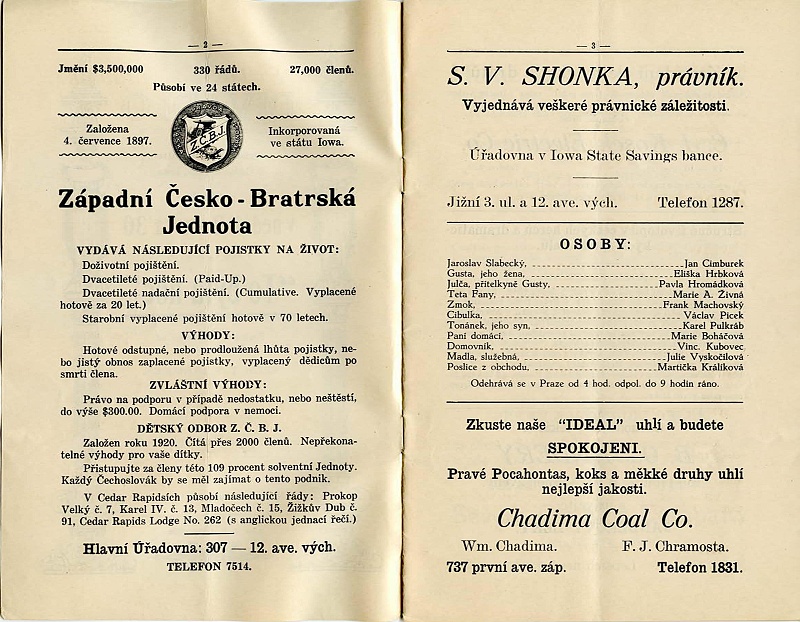 — 2 —
Jmění $3,500,000 330 řádů. 27,000 členů.
Působí ve 24 státech.
Založena
4. července 1897.
Z.C.B.J.
Inkorporovaná
ve státu Iowa.
Západní Česko - Bratrská
Jednota
VYDÁVÁ NÁSLEDUJÍCÍ POJISTKY NA ŽIVOT:
Doživotní pojištění.
Dvacetileté pojištění. (Paid-Up.)
Dvacetileté nadační pojištění. (Cumulative. Vyplacené
hotově za 20 let.)
Starobní vyplacené pojištění hotově v 70 letech.
VÝHODY:
Hotové odstupné, nebo prodloužená lhůta pojistky, ne-
bo jistý obnos zaplacené pojistky, vyplacený dědicům po
smrti člena.
ZVLÁŠTNÍ VÝHODY:
Právo na podporu v případě nedostatku, nebo neštěstí,
do výše $300.00. Domácí podpora v nemoci.
DĚTSKÝ ODBOR Z. Č. B. J.
Založen roku 1920. Čítá přes 2000 členů. Nepřekona-
telné výhody pro vaše dítky.
Přistupujte za členy této 109 procent solventní Jednoty.
Každý Čechoslovák by se měl zajímati o tento podnik.
V Cedar Rapidsích působí následující řády: Prokop
Velký č. 7, Karel IV. č. 13, Mladočech č. 15, Žižkův Dub č.
91, Cedar Rapids Lodge No. 262 (s anglickou jednací řečí.)
Hlavní Úřadovna: 307 — 12. ave. vých.
TELEFON 7514.
— 3 —
S. V. SHONKA, právník.
Vyjednává veškeré právnické záležitosti.
Úřadovna v Iowa State Savings bance.
Jižní 3. ul. a 12. ave. vých. Telefon 1287.
OSOBY:
Jaroslav Slabecký, Jan Cimburek
Gusta, jeho žena, Eliška Hrbková
Julča, přítelkyně Gusty, Pavla Hromádková
Teta Fany, Marie A. Živná
Zmok, Frank Machovský
Cibulka, Václav Picek
Tonánek, jeho syn, Karel Pulkráb
Paní domácí, Marie Boháčová
Domovník, Vinc. Kubovec
Madla, služebná, Julie Vyskočilová
Poslice z obchodu, Martička Králíková
Odehrává se v Praze od 4 hod. odpol. do 9 hodin ráno.
Zkuste naše "IDEAL" uhlí a budete
SPOKOJENI.
Pravé Pocahontas, koks a měkké druhy uhlí
nejlepší jakosti.
Chadima Coal Co.
Wm. Chadima. F. J. Chramosta.
737 první ave. záp. Telefon 1831.